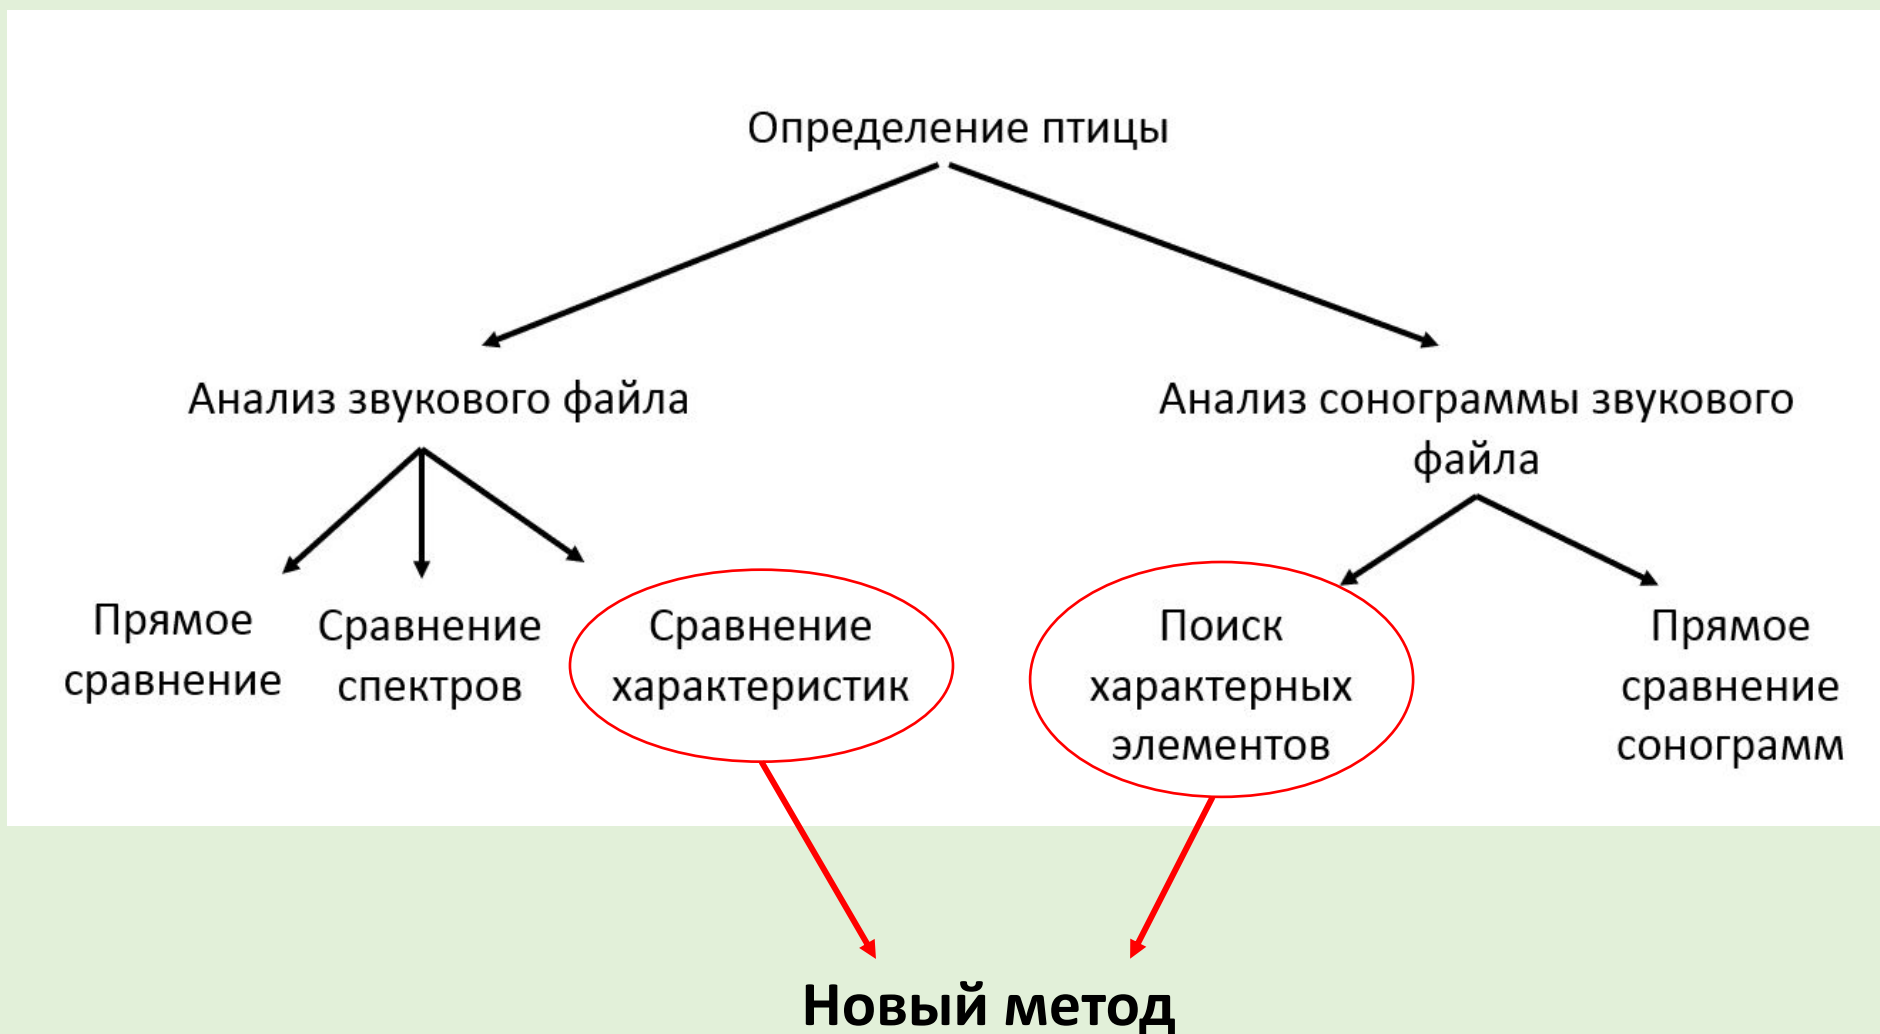 Определение птицы
Анализ звукового файла
Анализ сонограммы звукового
файла
Прямое
сравнение
Сравнение
спектров
Сравнение
характеристик
Поиск
характерных
элементов
Прямое
сравнение
сонограмм
Новый метод